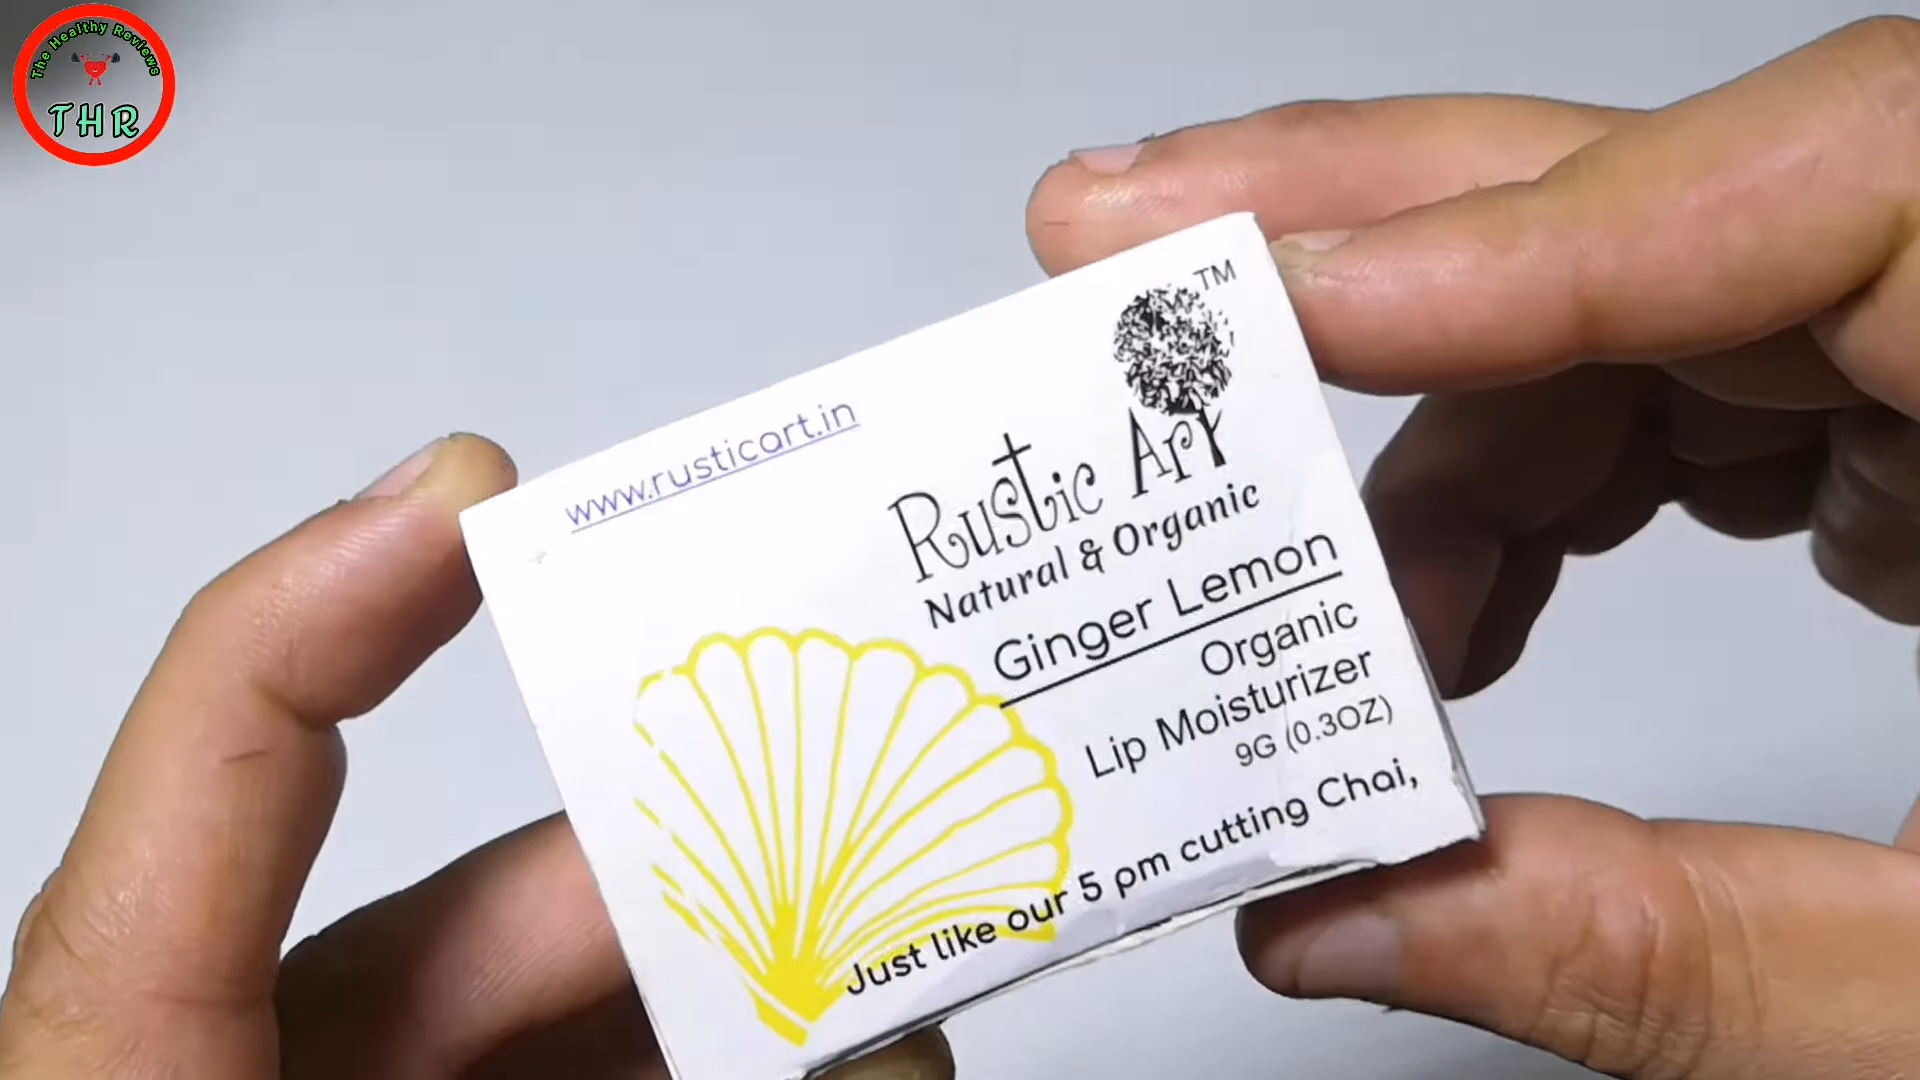 The Healthy Reviews
THR
www.rusticart.in
TM
Rustic Art
Natural & Organic
Ginger Lemon
Organic
Lip Moisturizer
9G (0.3OZ)
Just like our 5 pm cutting Chai,